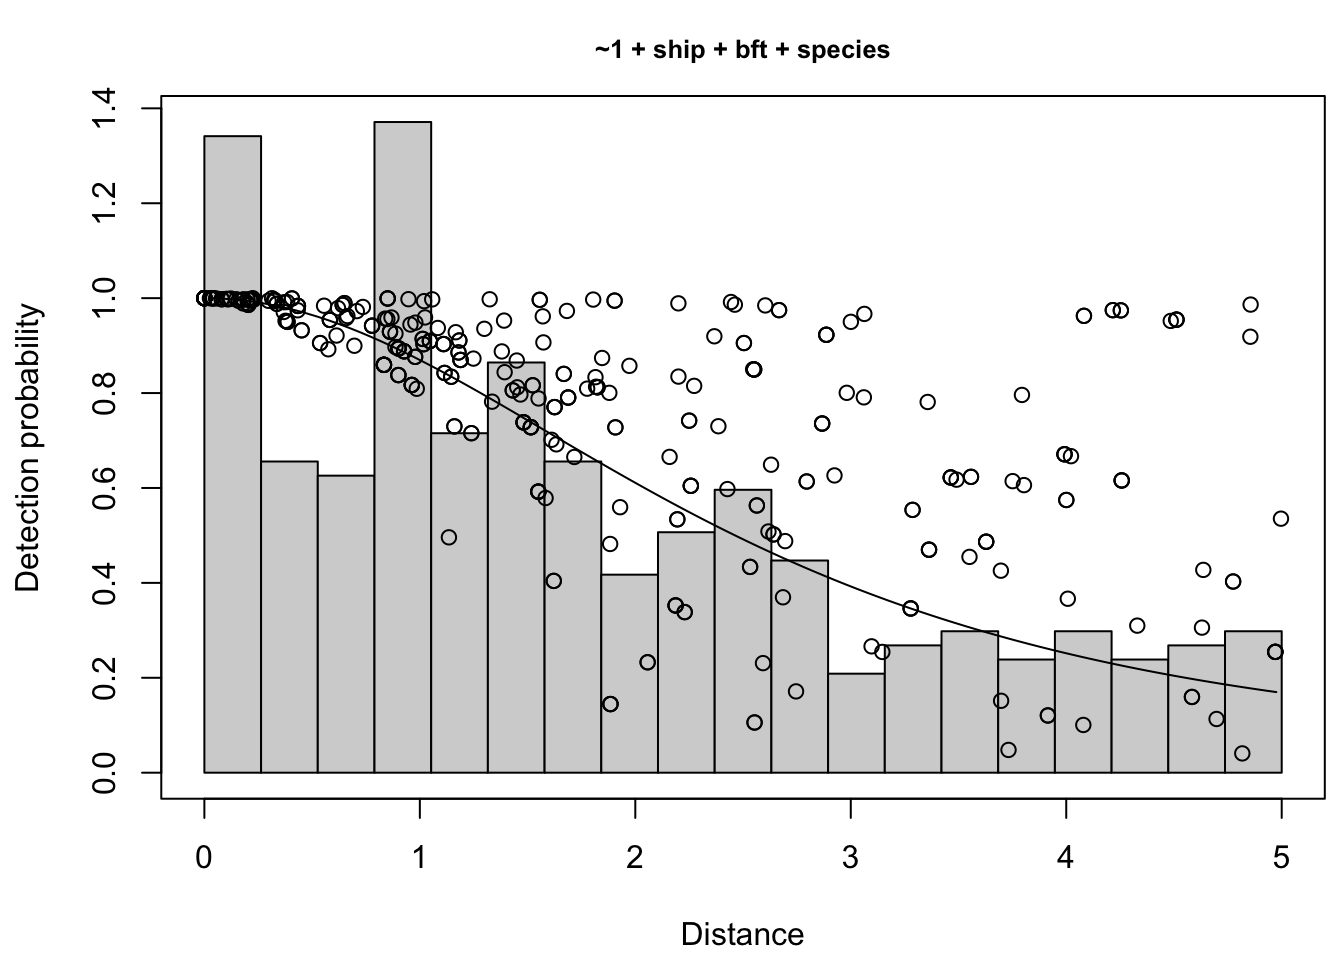 ~1 + ship + bft + species
Detection probability
1.4
1.2
1.0
0.8
0.6
0.4
0.2
0.0
0 1 2 3 4 5
Distance